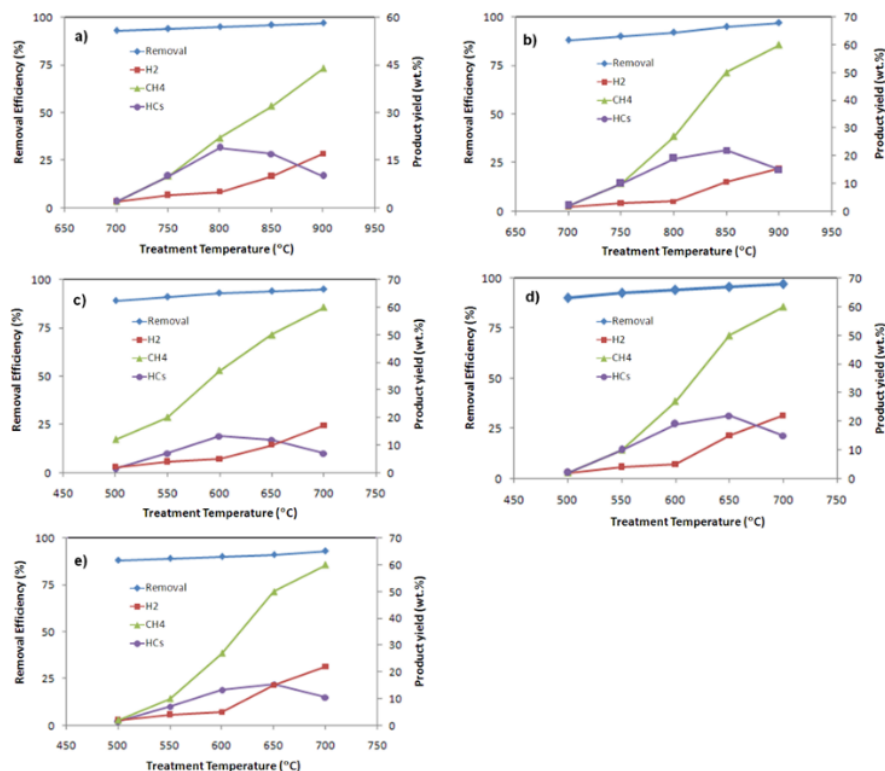 a)
Removal Efficiency (%)
100
75
50
25
0
Removal
H2
CH4
HCs
60
45
30
15
0
Product yield (wt.%)
650 700 750 800 850 900 950
Treatment Temperature (°C)
b)
Removal Efficiency (%)
100
75
50
25
0
Removal
H2
CH4
HCs
70
60
50
40
30
20
10
0
Product yield (wt.%)
650 700 750 800 850 900 950
Treatment Temperature (°C)
c)
Removal Efficiency (%)
100
75
50
25
0
Removal
H2
CH4
HCs
70
60
50
40
30
20
10
0
Product yield (wt.%)
450 500 550 600 650 700 750
Treatment Temperature (°C)
d)
Removal Efficiency (%)
100
75
50
25
0
Removal
H2
CH4
HCs
70
60
50
40
30
20
10
0
Product yield (wt.%)
450 500 550 600 650 700 750
Treatment Temperature (°C)
e)
Removal Efficiency (%)
100
75
50
25
0
Removal
H2
CH4
HCs
70
60
50
40
30
20
10
0
Product yield (wt.%)
450 500 550 600 650 700 750
Treatment Temperature (°C)